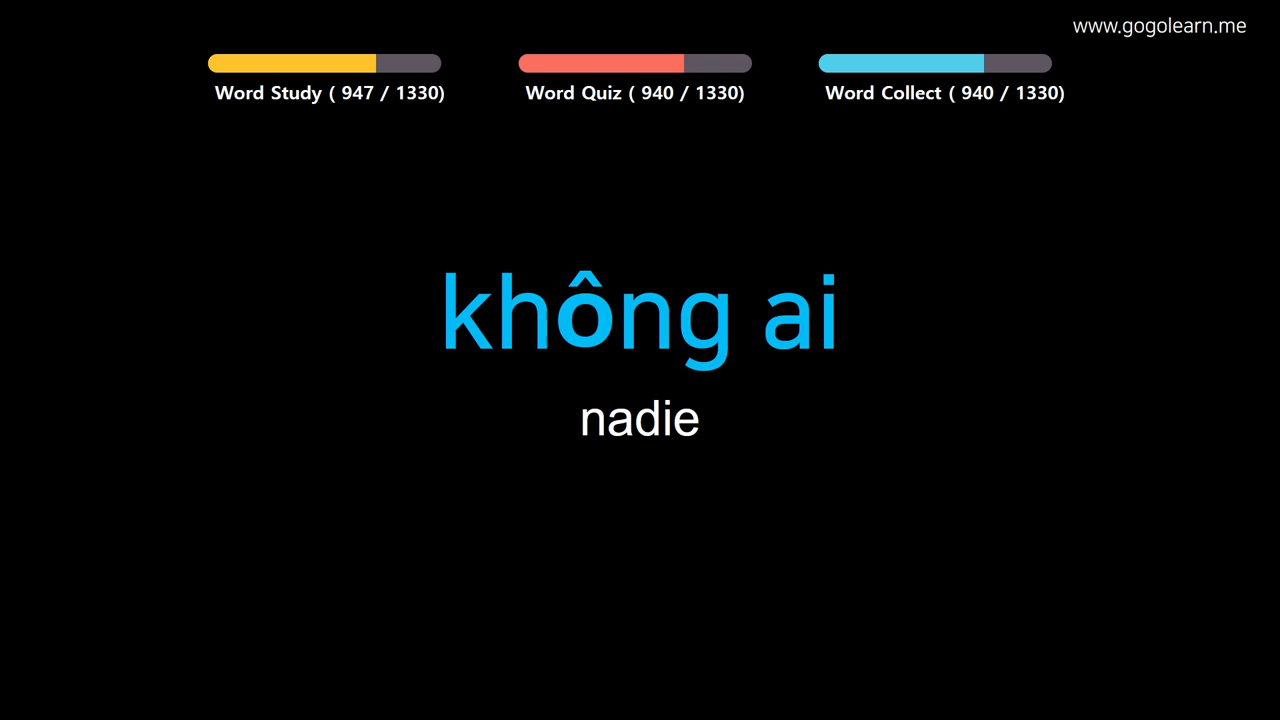 www.gogolearn.me
Word Study ( 947 / 1330)
Word Quiz ( 940 / 1330)
Word Collect ( 940 / 1330)
không ai
nadie